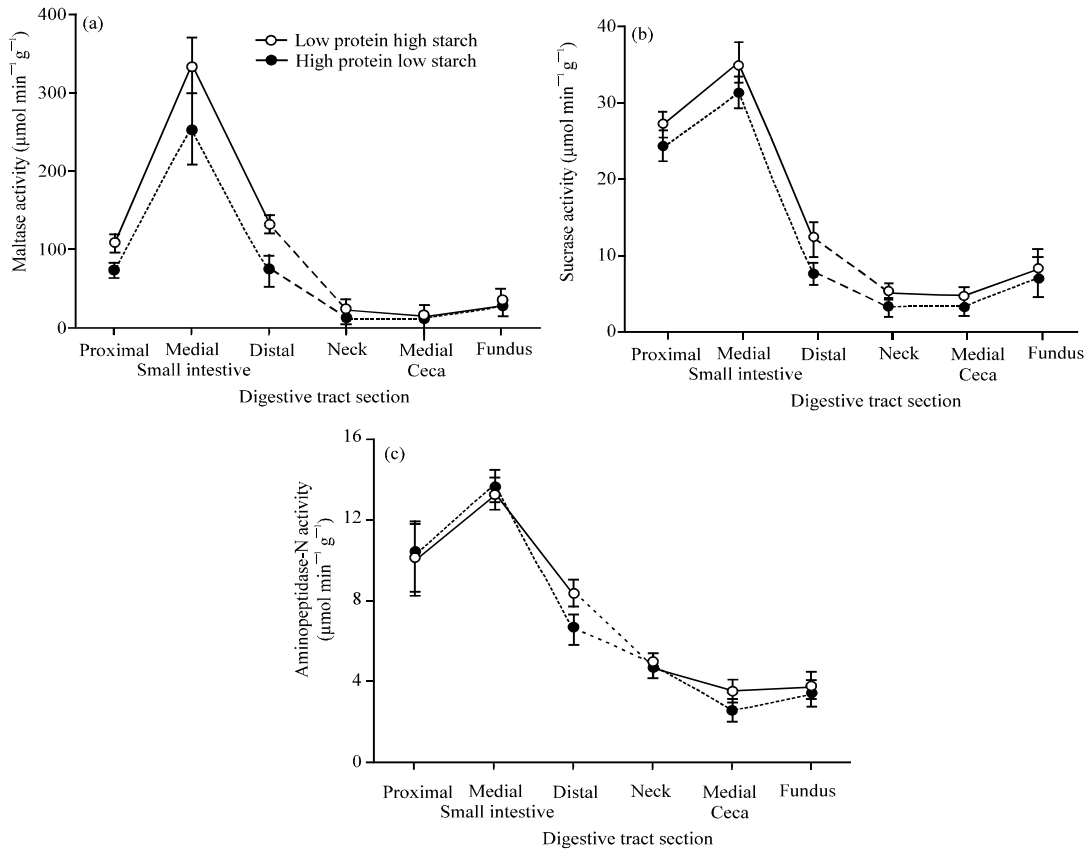 (a)
Low protein high starch
High protein low starch
Maltase activity (µmol min⁻¹ g⁻¹)
400
300
200
100
0
Proximal Medial Distal Neck Medial Fundus
Small intestive Ceca
Digestive tract section
(b)
Sucrase activity (µmol min⁻¹ g⁻¹)
40
30
20
10
0
Proximal Medial Distal Neck Medial Fundus
Small intestive Ceca
Digestive tract section
(c)
Aminopeptidase-N activity
(µmol min⁻¹ g⁻¹)
16
12
8
4
0
Proximal Medial Distal Neck Medial Fundus
Small intestive Ceca
Digestive tract section